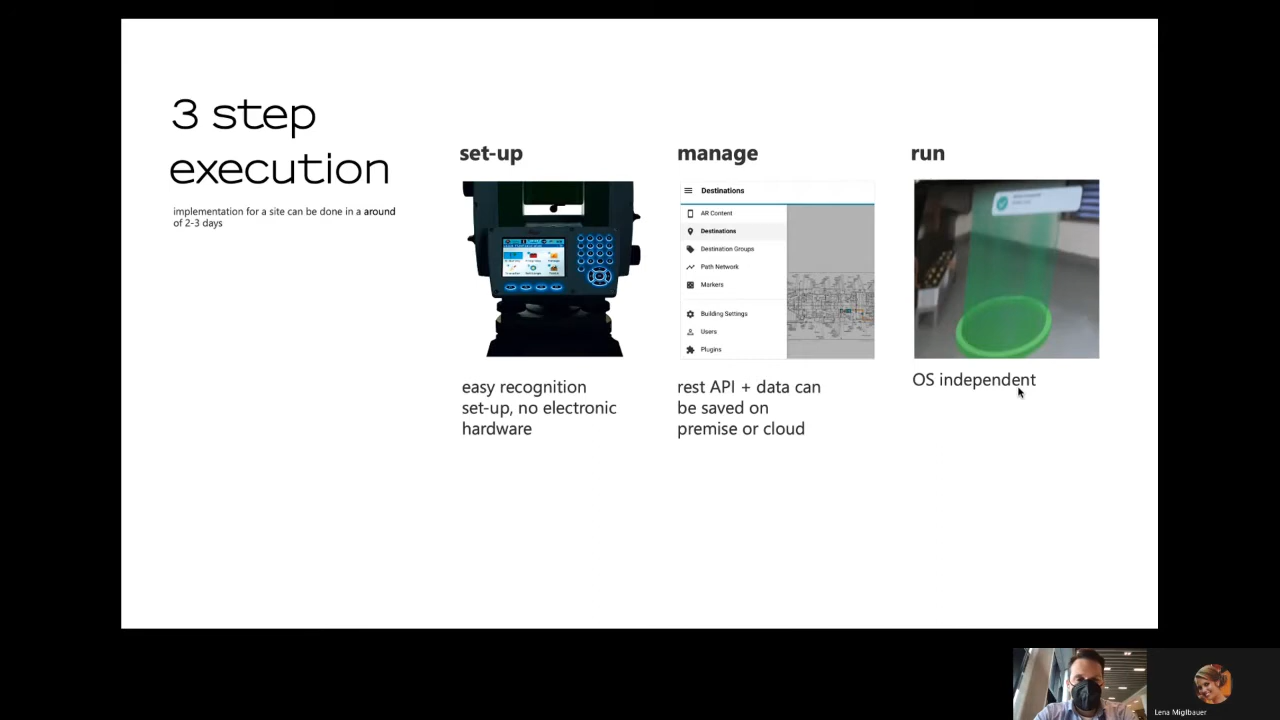 3 step
execution
implementation for a site can be done in a around
of 2-3 days
set-up
easy recognition
set-up, no electronic
hardware
manage
Destinations
AR Content
Destinations
Destination Groups
Path Network
Markers
Building Settings
Users
Plugins
rest API + data can
be saved on
premise or cloud
run
OS independent
Lena Miglbauer